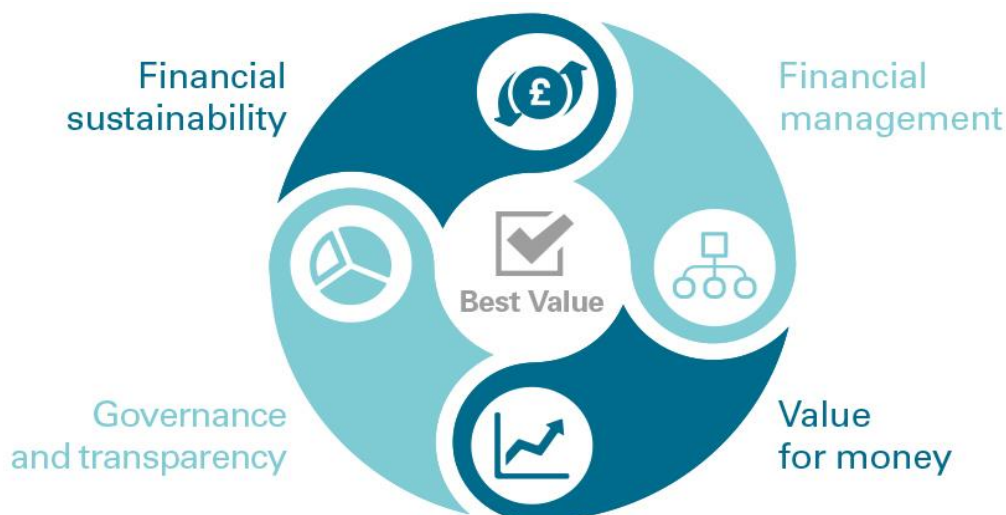 Financial
sustainability
Financial
management
£
Best Value
Governance
and transparency
Value
for money